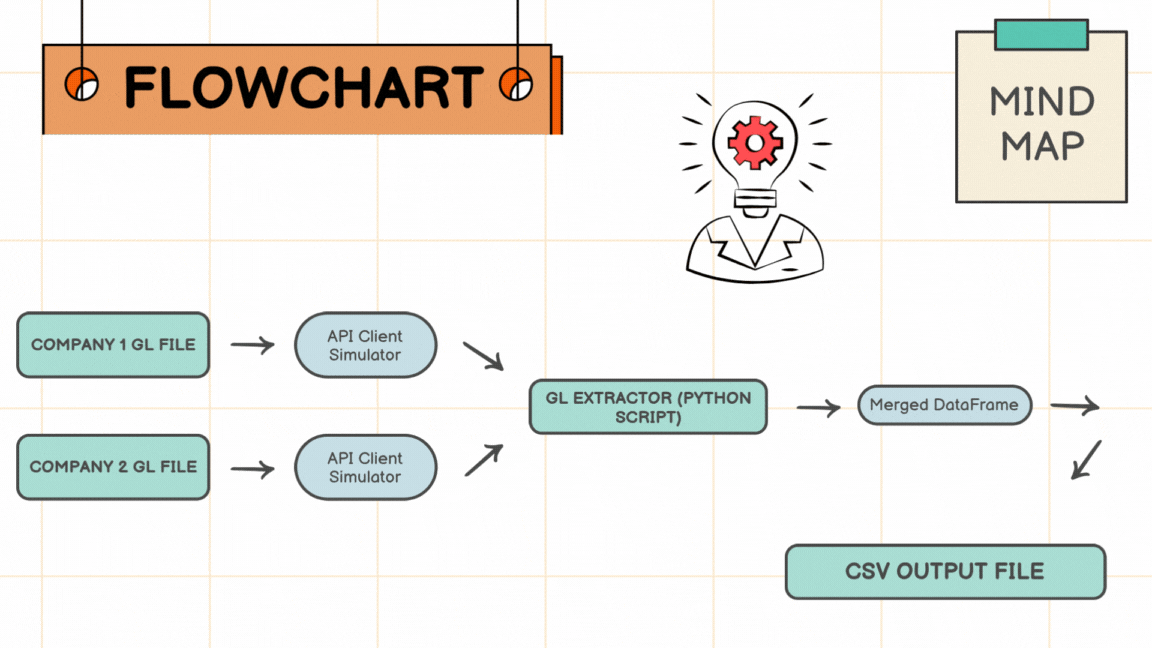 FLOWCHART
MIND
MAP
COMPANY 1 GL FILE
API Client
Simulator
GL EXTRACTOR (PYTHON
SCRIPT)
Merged DataFrame
COMPANY 2 GL FILE
API Client
Simulator
CSV OUTPUT FILE